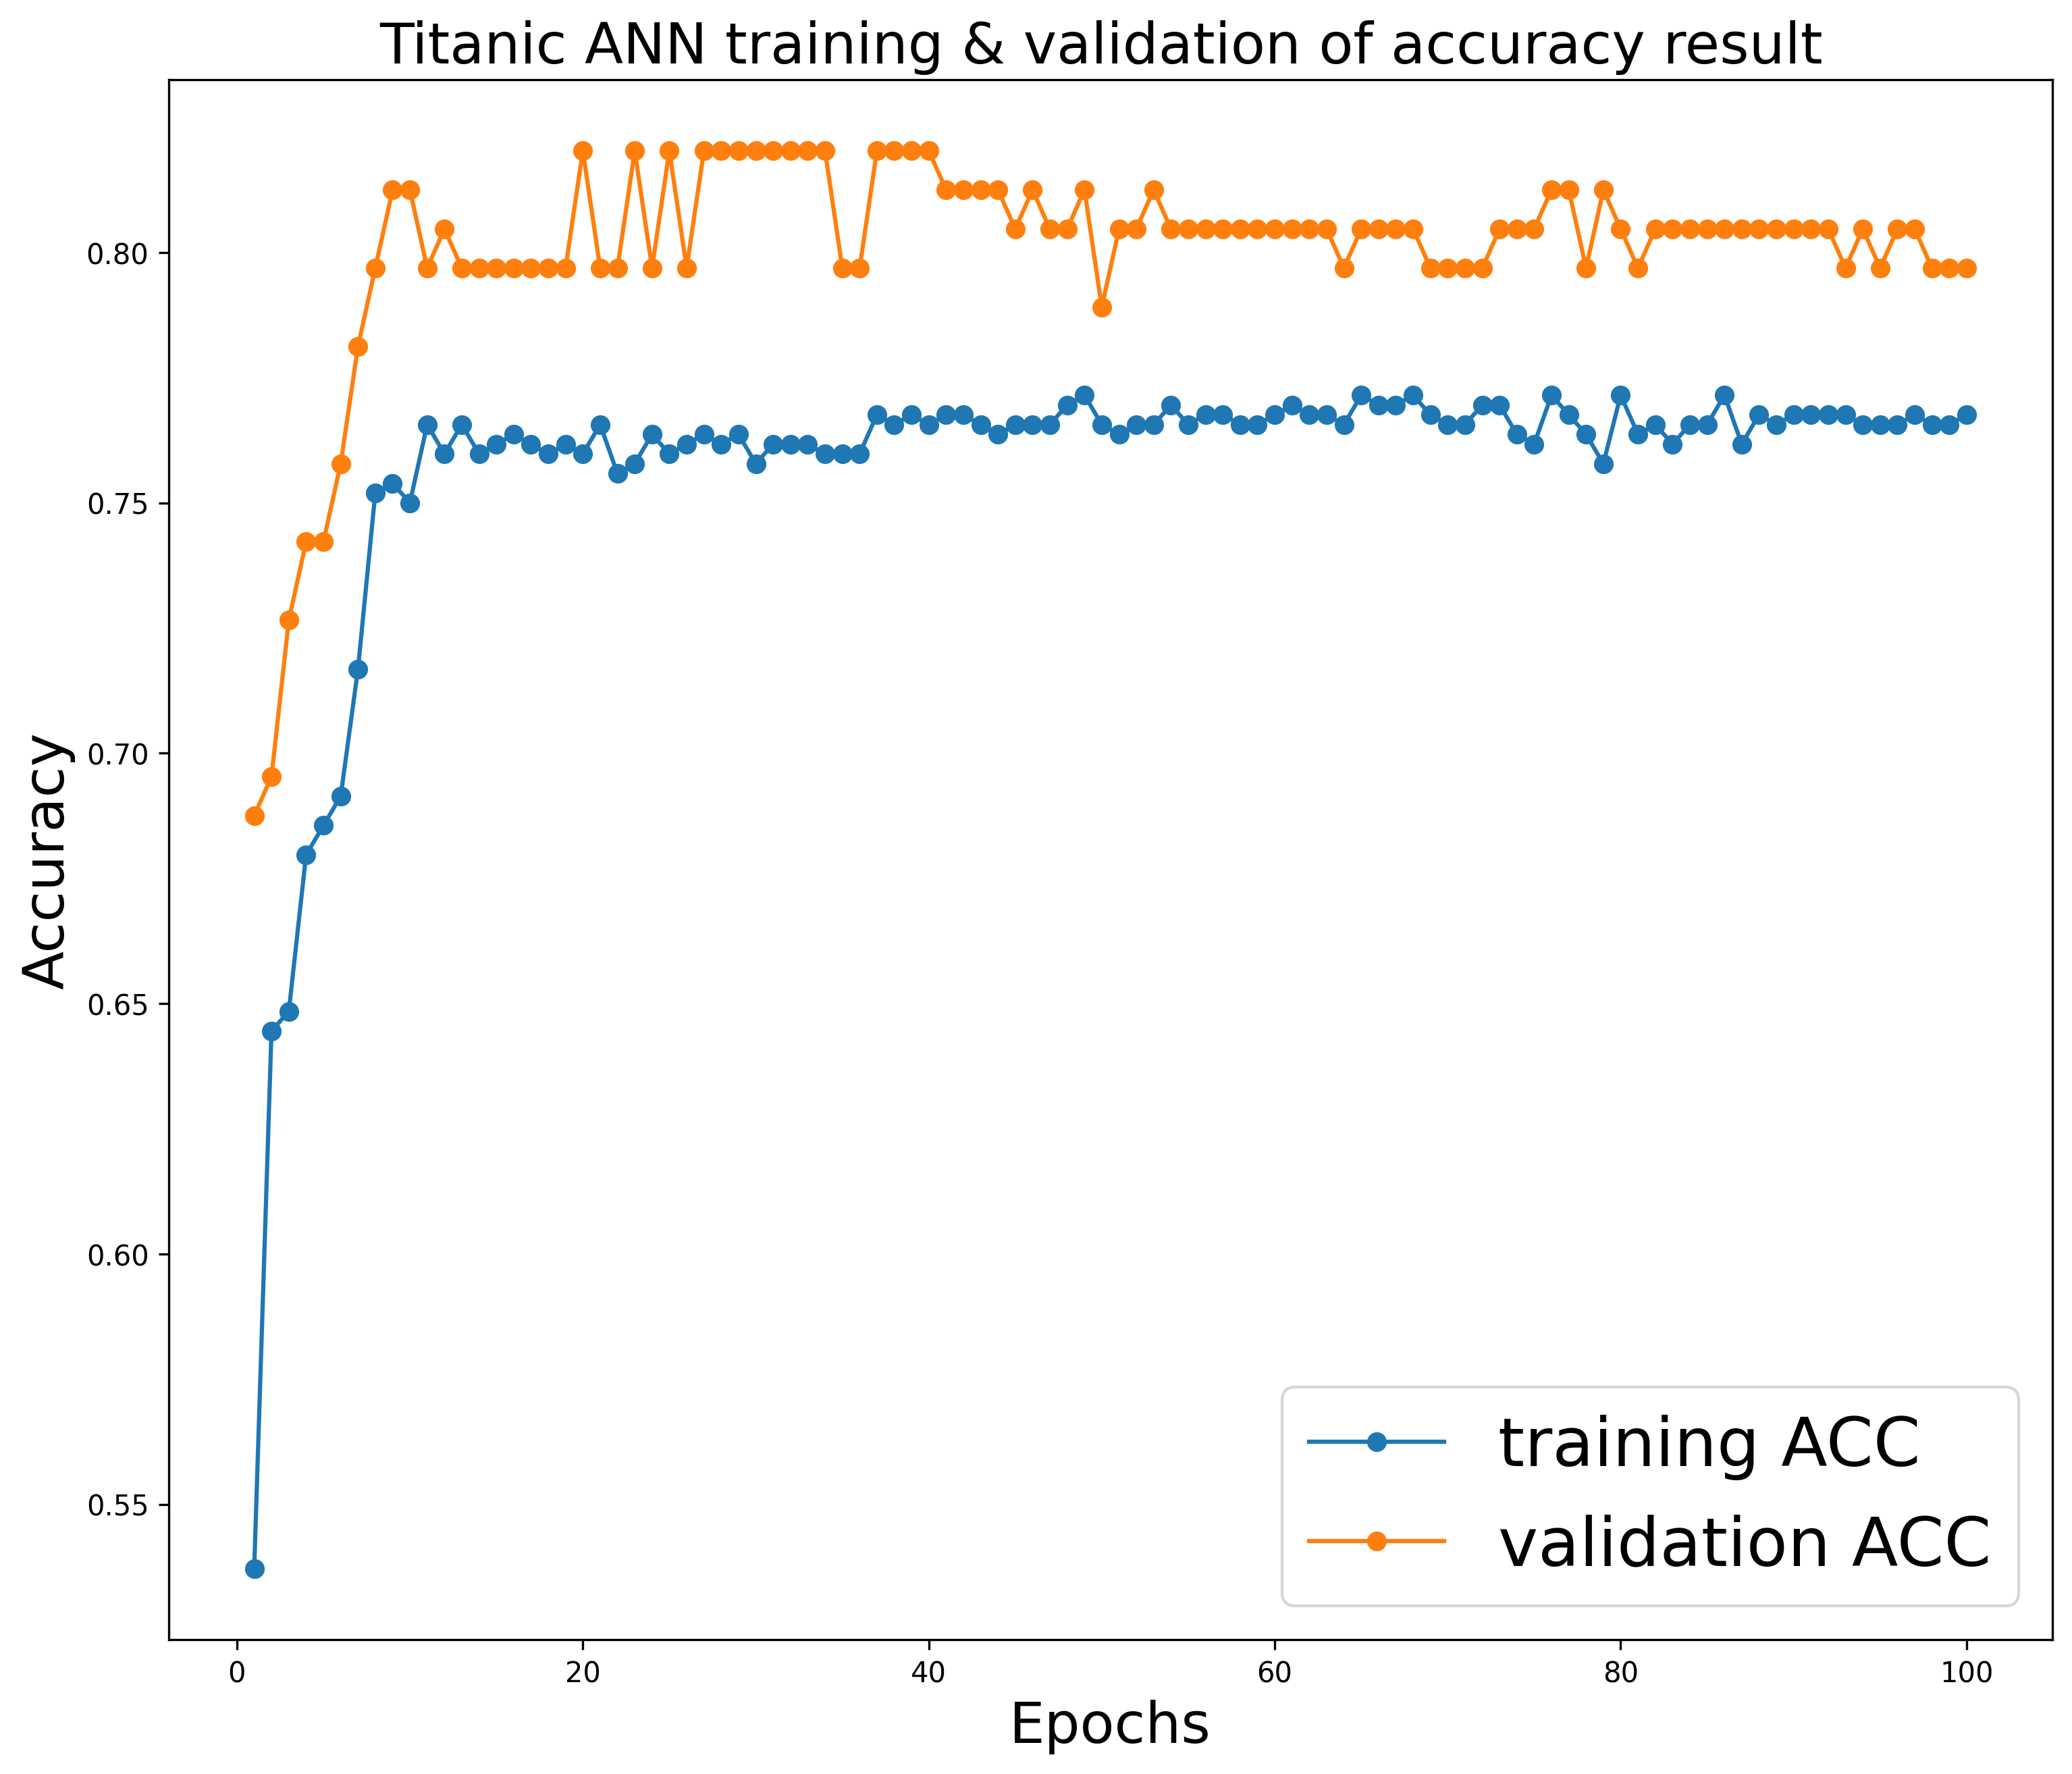 Titanic ANN training & validation of accuracy result
0.80
0.75
0.70
0.65
0.60
0.55
Accuracy
training ACC
validation ACC
0 20 40 60 80 100
Epochs